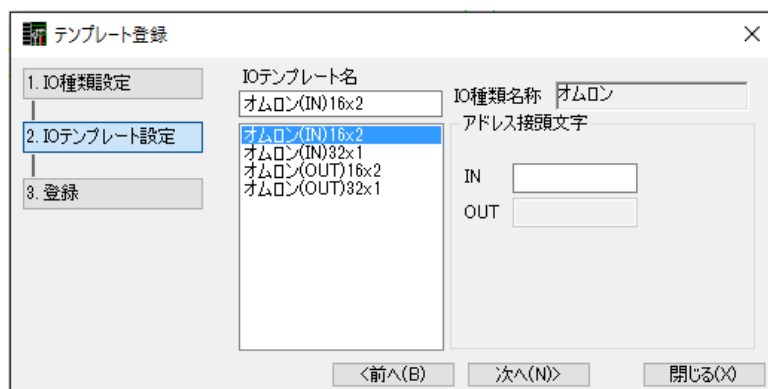 テンプレート登録
1. IO種類設定
2. IOテンプレート設定
3. 登録
IOテンプレート名
オムロン(IN)16x2
オムロン(IN)16x2
オムロン(IN)32x1
オムロン(OUT)16x2
オムロン(OUT)32x1
IO種類名称 オムロン
アドレス接頭文字
IN
OUT
<前へ(B) 次へ(N)> 閉じる(X)